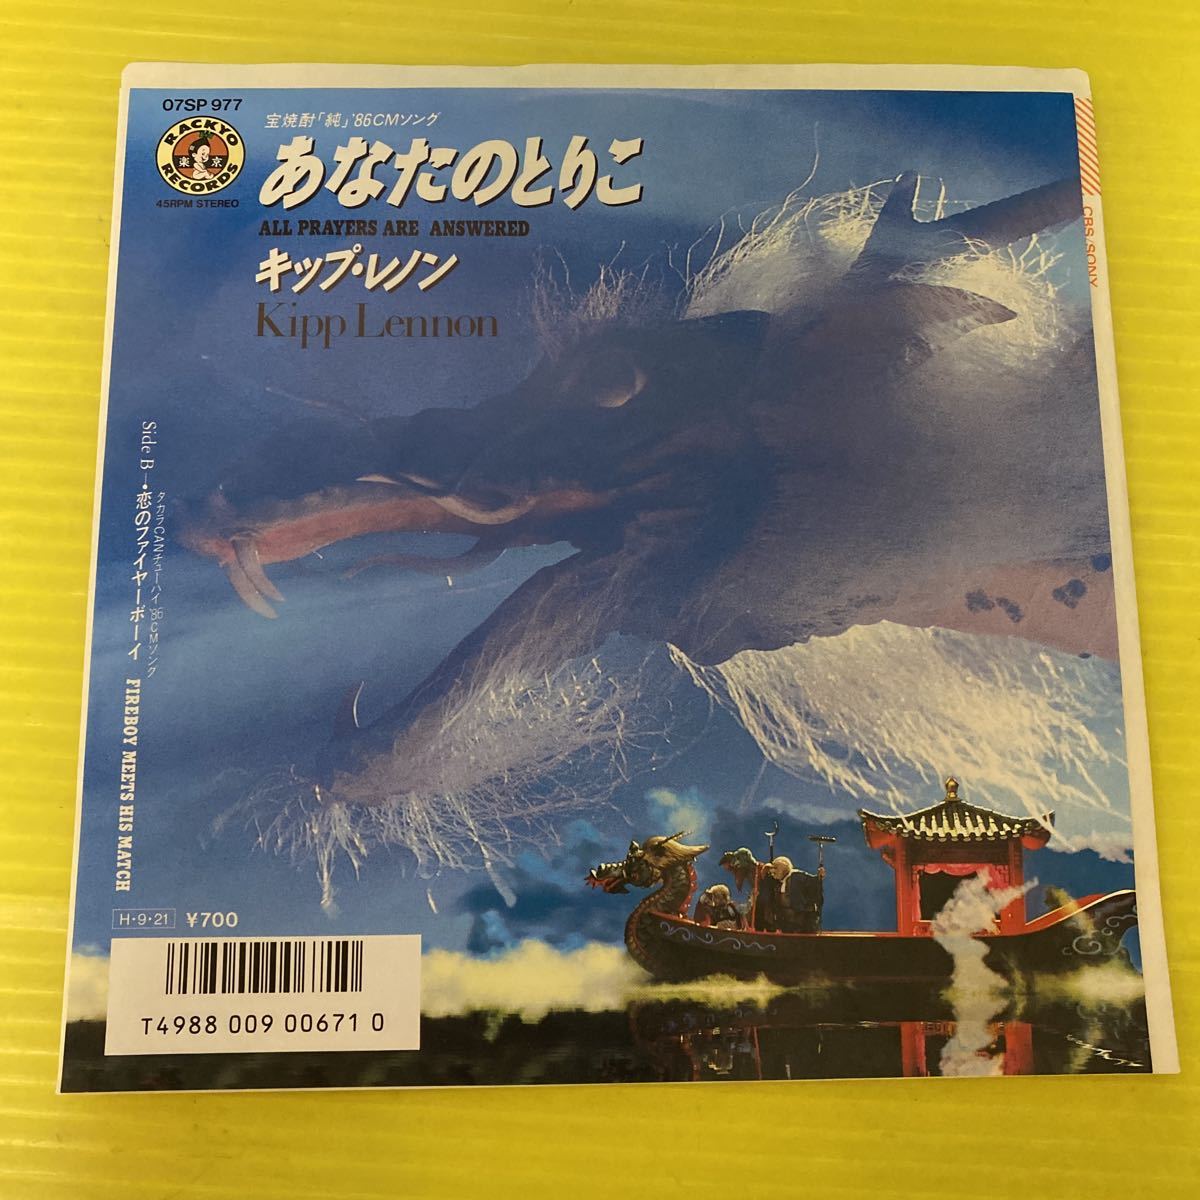 07SP 977
RACKYO
楽 京
RECORDS
45RPM STEREO
宝焼酎「純」'86CMソング
あなたのとりこ
ALL PRAYERS ARE ANSWERED
キップ・レノン
Kipp Lennon
CBS/SONY
タカラCANチューハイ '86CMソング
Side B—•恋のファイヤーボーイ FIREBOY MEETS HIS MATCH
H・9・21 ¥700
T4988 009 00671 0